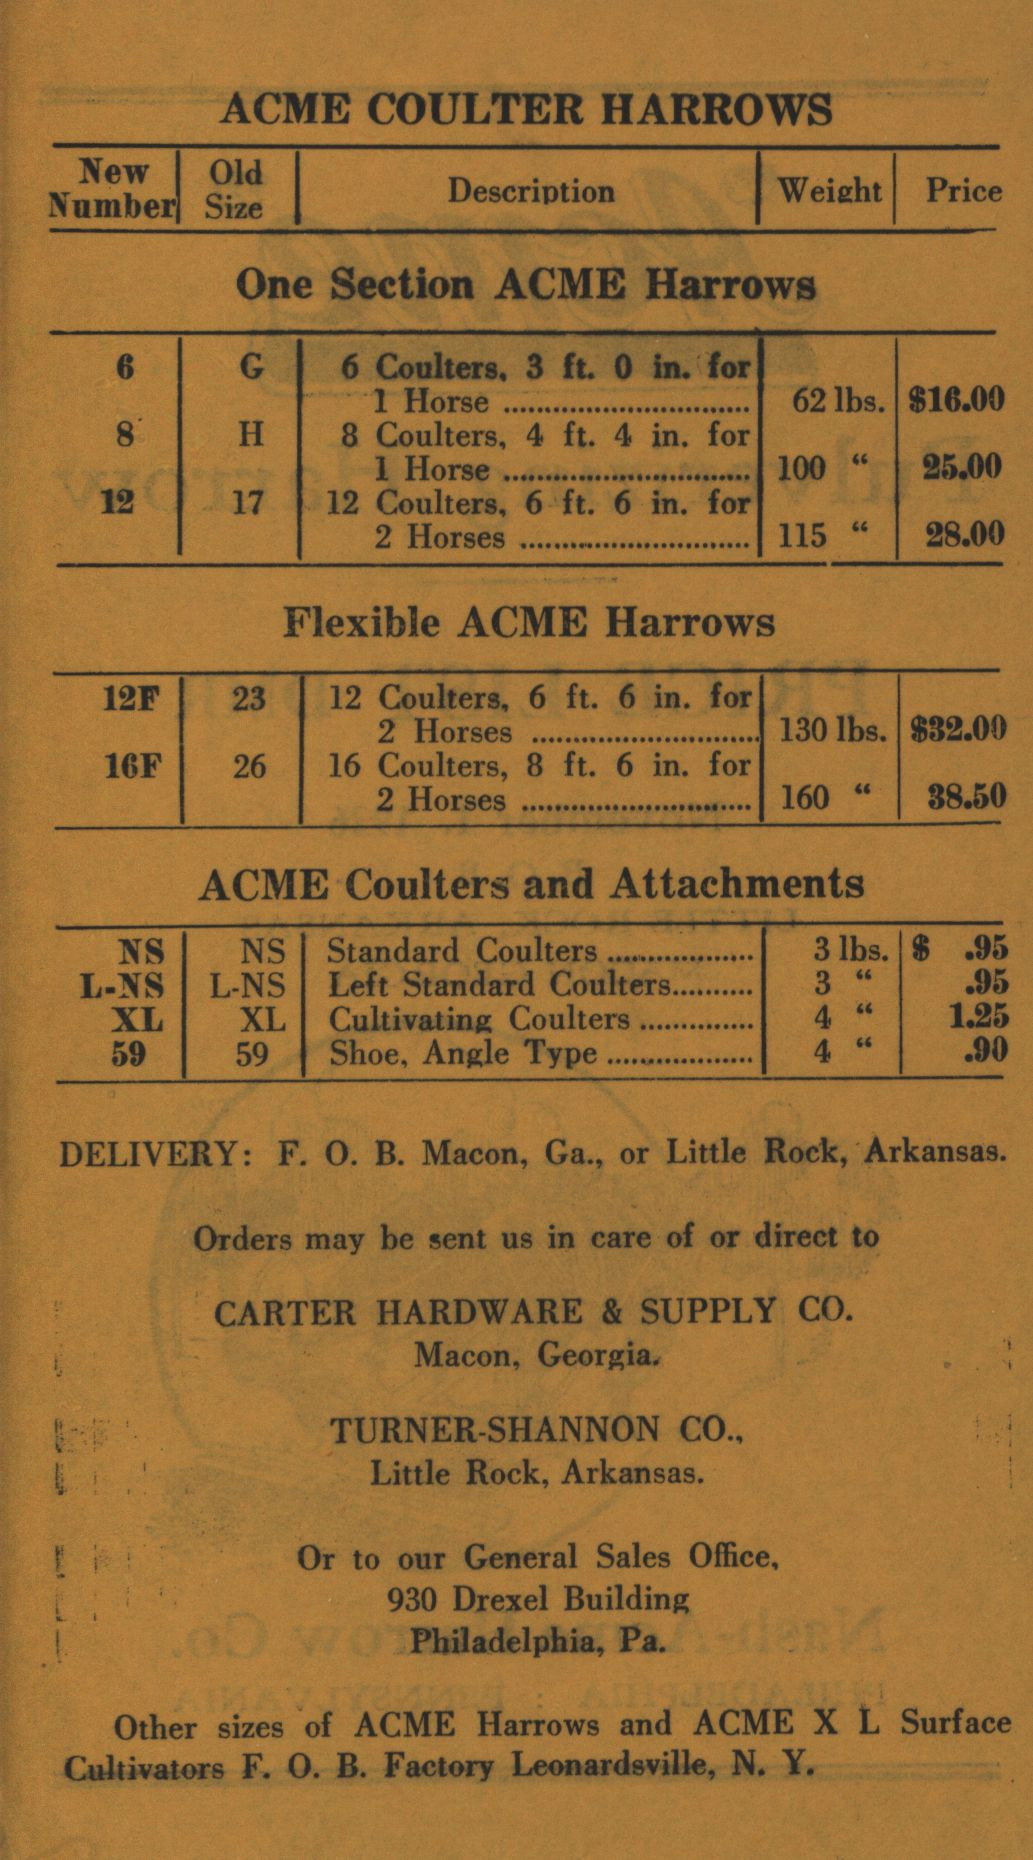 ACME COULTER HARROWS
New Number Old Size Description Weight Price
One Section ACME Harrows
6 G 6 Coulters, 3 ft. 0 in. for
1 Horse .............................. 62 lbs. $16.00
8 H 8 Coulters, 4 ft. 4 in. for
1 Horse .............................. 100 “ 25.00
12 17 12 Coulters, 6 ft. 6 in. for
2 Horses ............................ 115 “ 28.00
Flexible ACME Harrows
12F 23 12 Coulters, 6 ft. 6 in. for
2 Horses ............................ 130 lbs. $32.00
16F 26 16 Coulters, 8 ft. 6 in. for
2 Horses ............................ 160 “ 38.50
ACME Coulters and Attachments
NS NS Standard Coulters .................. 3 lbs. $ .95
L-NS L-NS Left Standard Coulters.......... 3 “ .95
XL XL Cultivating Coulters .............. 4 “ 1.25
59 59 Shoe, Angle Type .................. 4 “ .90
DELIVERY: F. O. B. Macon, Ga., or Little Rock, Arkansas.
Orders may be sent us in care of or direct to
CARTER HARDWARE & SUPPLY CO.
Macon, Georgia.
TURNER-SHANNON CO.,
Little Rock, Arkansas.
Or to our General Sales Office,
930 Drexel Building
Philadelphia, Pa.
Other sizes of ACME Harrows and ACME X L Surface
Cultivators F. O. B. Factory Leonardsville, N. Y.